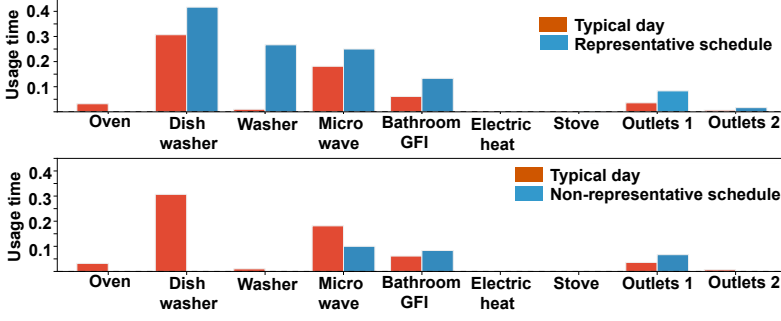 Usage time
0.4
0.3
0.2
0.1
Typical day
Representative schedule
Oven
Dish washer
Washer
Micro wave
Bathroom GFI
Electric heat
Stove
Outlets 1
Outlets 2
Usage time
0.4
0.3
0.2
0.1
Typical day
Non-representative schedule
Oven
Dish washer
Washer
Micro wave
Bathroom GFI
Electric heat
Stove
Outlets 1
Outlets 2